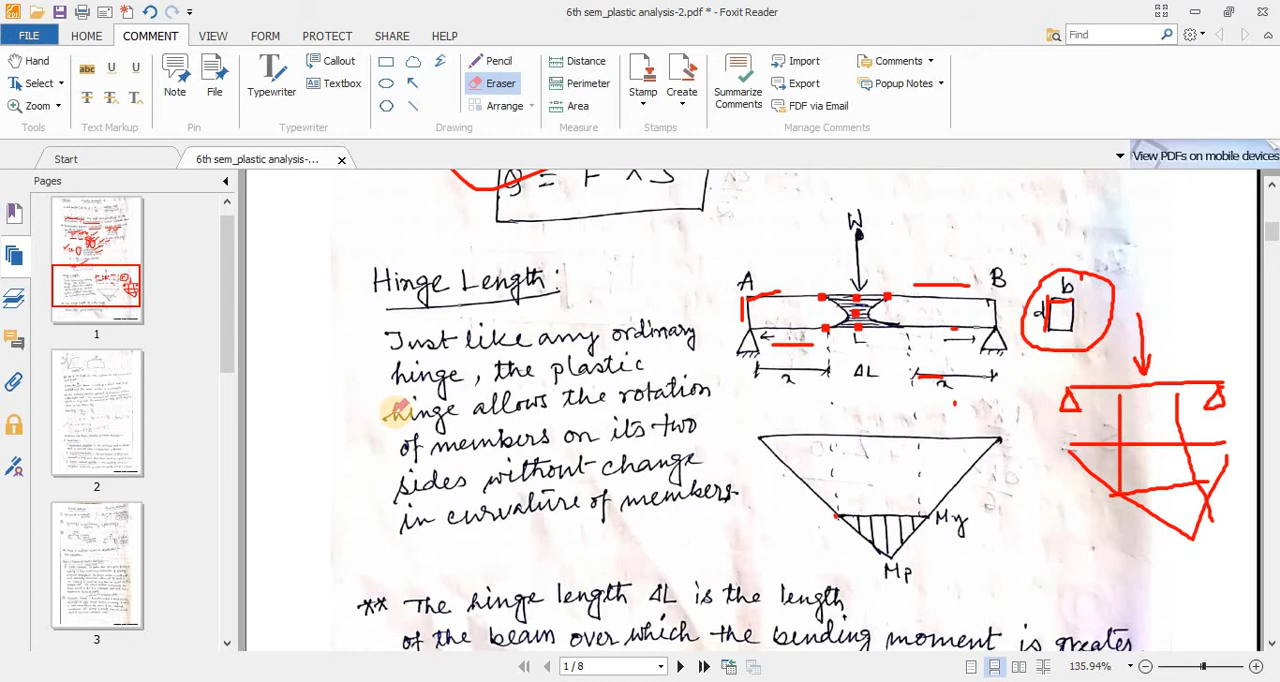 6th sem_plastic analysis-2.pdf * - Foxit Reader
FILE HOME COMMENT VIEW FORM PROTECT SHARE HELP
Find
Hand
Select
Zoom
Tools
Text Markup
Note
File
Pin
Typewriter
Callout
Textbox
Typewriter
Pencil
Eraser
Arrange
Drawing
Distance
Perimeter
Area
Measure
Stamp
Create
Stamps
Summarize
Comments
Import
Export
FDF via Email
Comments
Popup Notes
Manage Comments
Start
6th sem_plastic analysis-...
View PDFs on mobile devices
Pages
1
2
3
Hinge Length:
Just like any ordinary
hinge, the plastic
hinge allows the rotation
of members on its two
sides without change
in curvature of members
W
A
B
b
d
L
x
ΔL
x
My
Mp
** The hinge length ΔL is the length
of the beam over which the bending moment is greater
1 / 8
135.94%